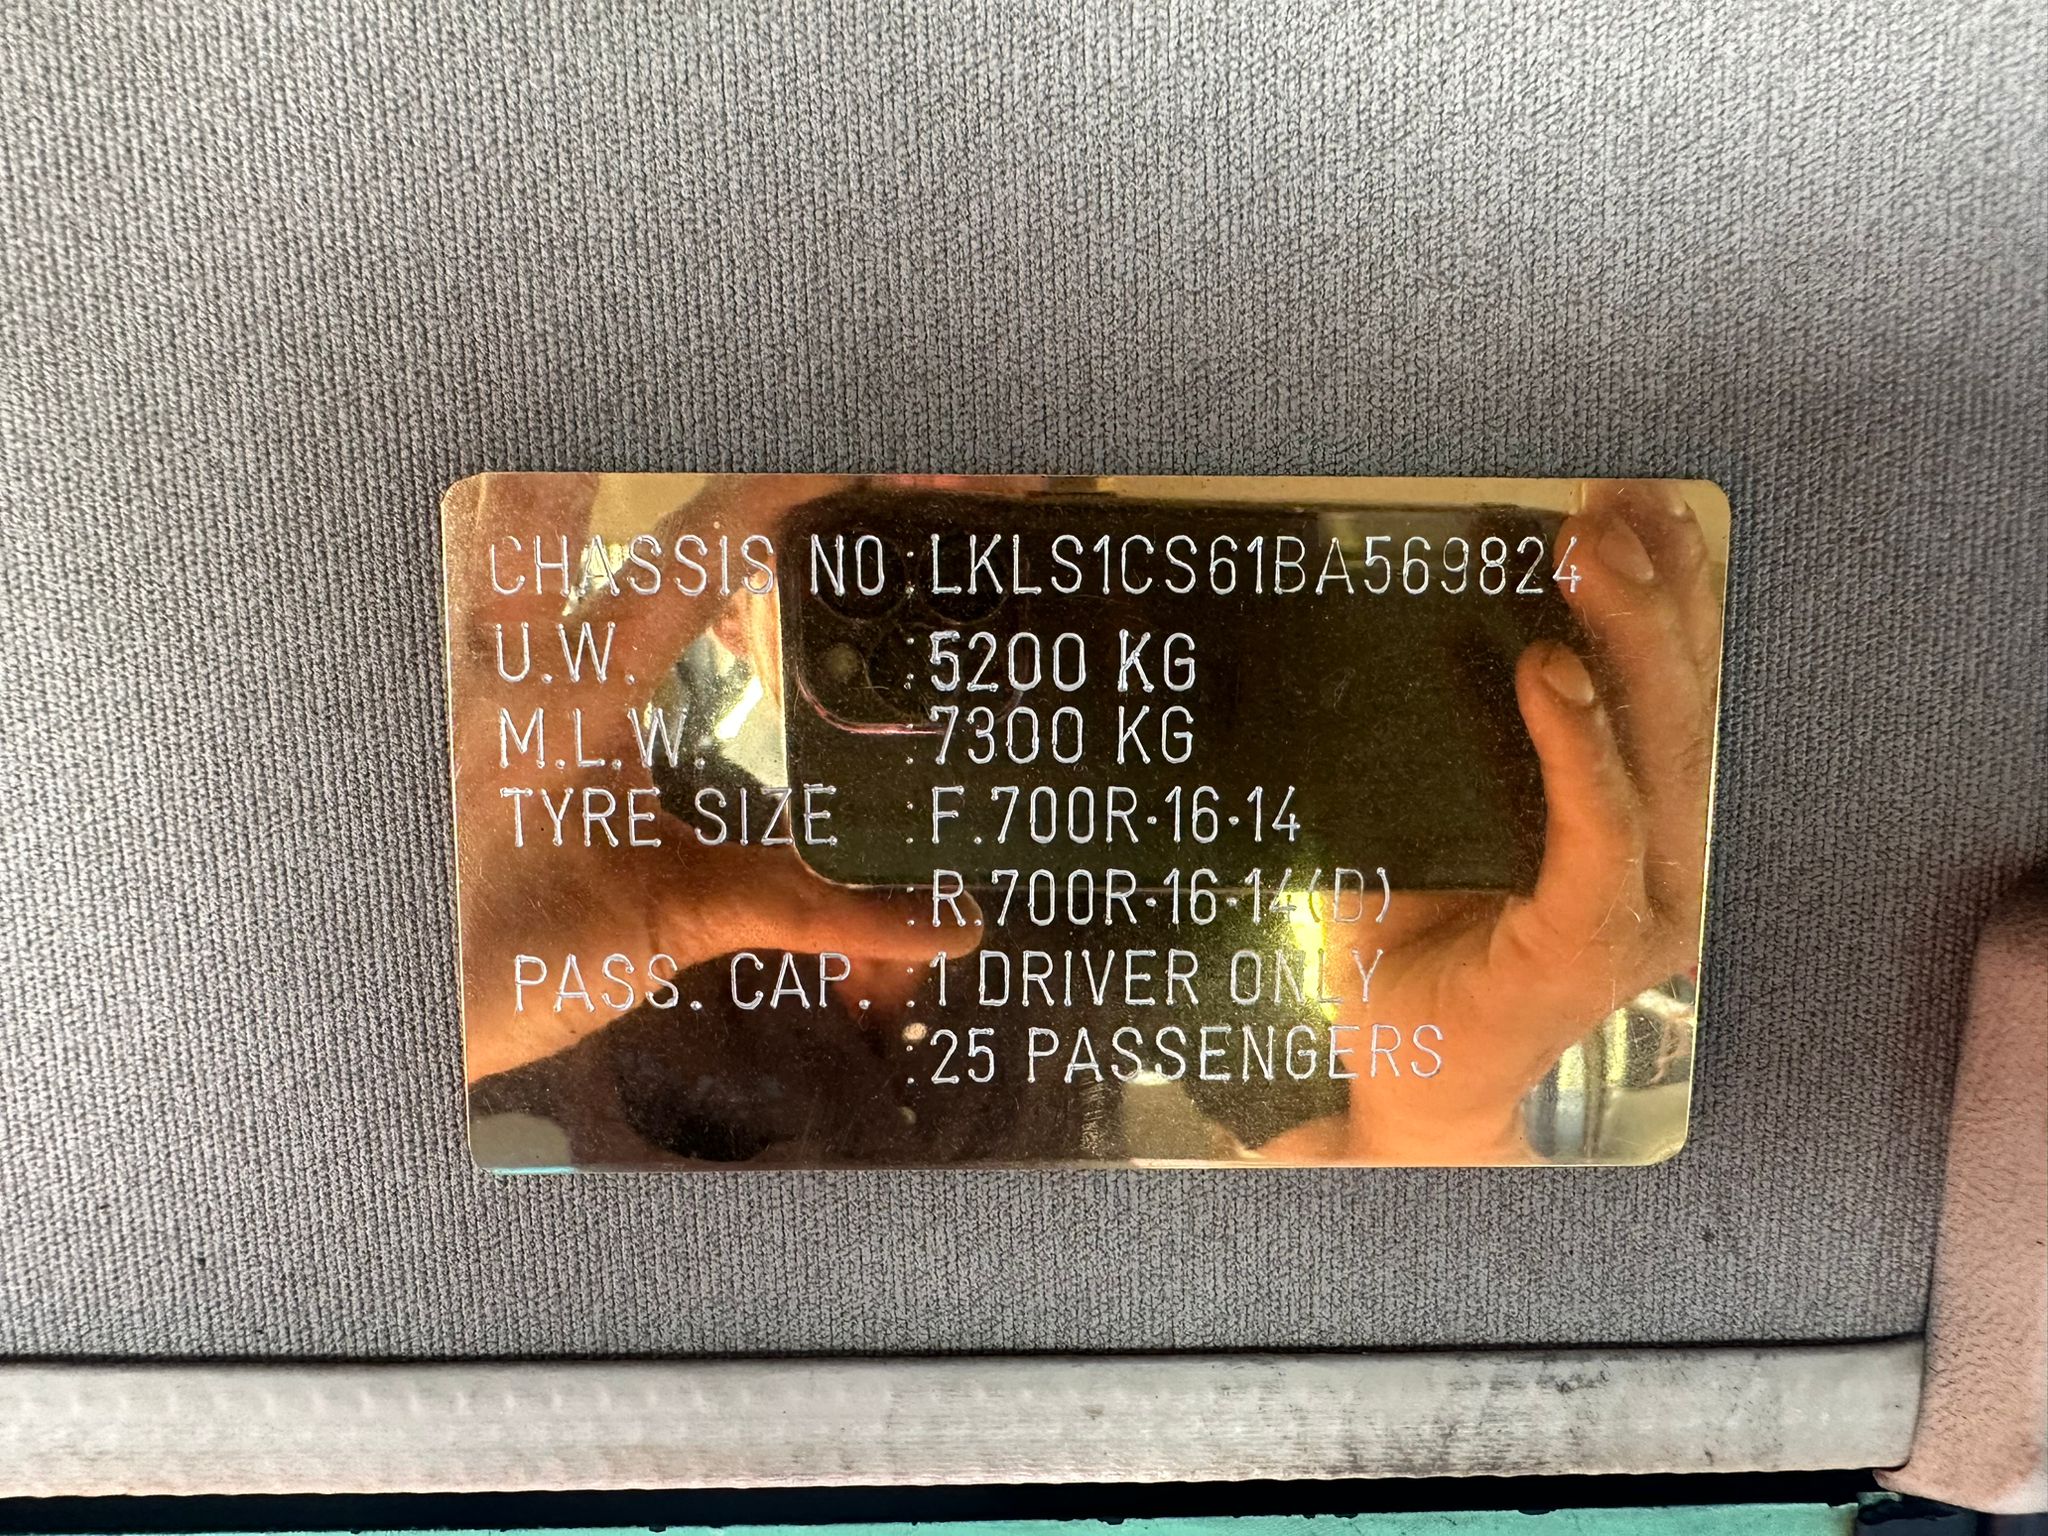 CHASSIS NO : LKLS1CS61BA569824
U.W. : 5200 KG
M.L.W. : 7300 KG
TYRE SIZE : F.700R·16·14
: R.700R·16·14(D)
PASS. CAP. : 1 DRIVER ONLY
: 25 PASSENGERS